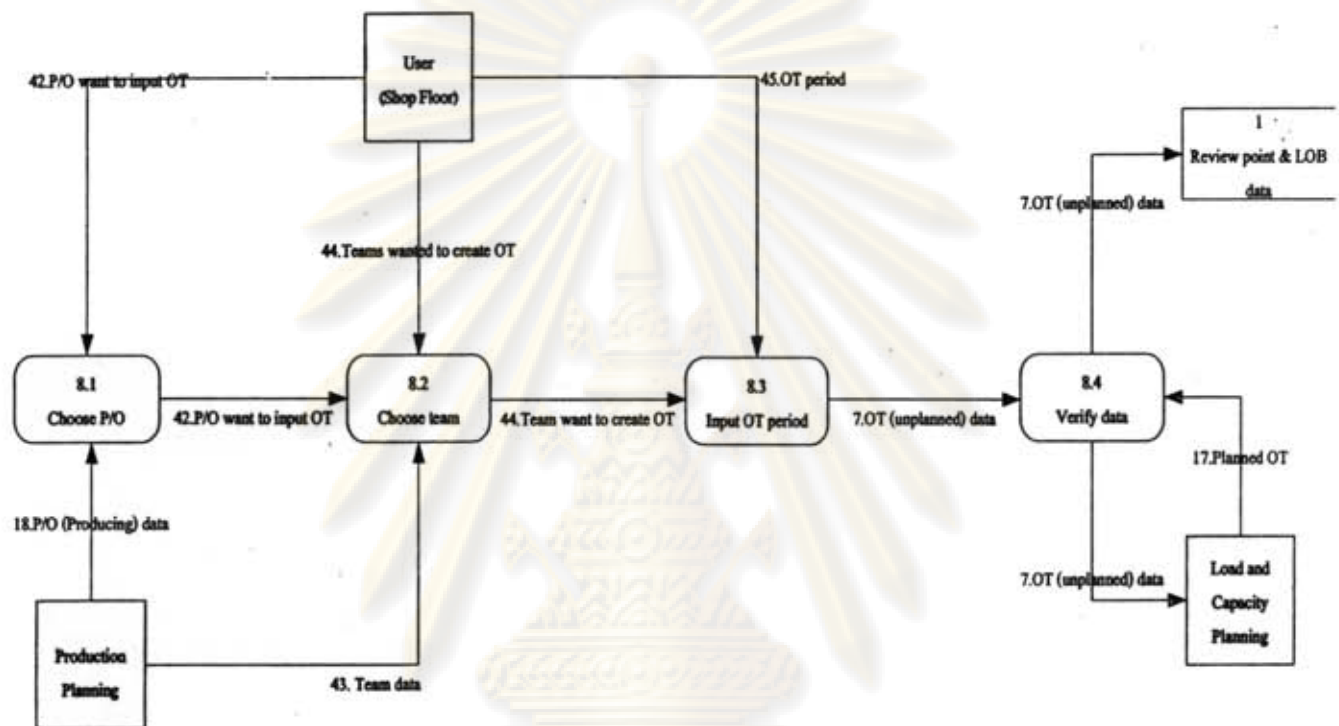 User
(Shop Floor)
42.P/O want to input OT
45.OT period
1
Review point & LOB
data
7.OT (unplanned) data
44.Teams wanted to create OT
8.1
Choose P/O
42.P/O want to input OT
8.2
Choose team
44.Team want to create OT
8.3
Input OT period
7.OT (unplanned) data
8.4
Verify data
17.Planned OT
18.P/O (Producing) data
7.OT (unplanned) data
Load and
Capacity
Planning
Production
Planning
43. Team data